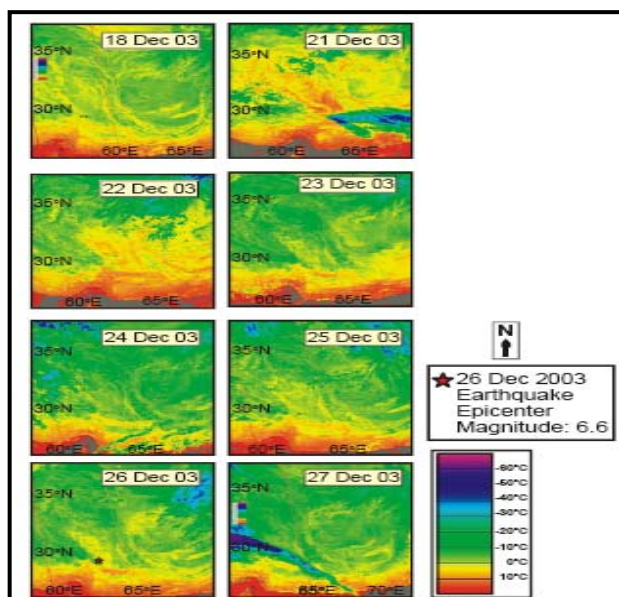 18 Dec 03
35°N
30°N
60°E 65°E
21 Dec 03
35°N
30°N
60°E 65°E
22 Dec 03
35°N
30°N
60°E 65°E
23 Dec 03
35°N
30°N
60°E 65°E
24 Dec 03
35°N
30°N
60°E 65°E
25 Dec 03
35°N
30°N
60°E 65°E
26 Dec 03
35°N
30°N
60°E 65°E
27 Dec 03
35°N
30°N
65°E 70°E
N
26 Dec 2003
Earthquake
Epicenter
Magnitude: 6.6
-60°C
-50°C
-40°C
-30°C
-20°C
-10°C
0°C
10°C